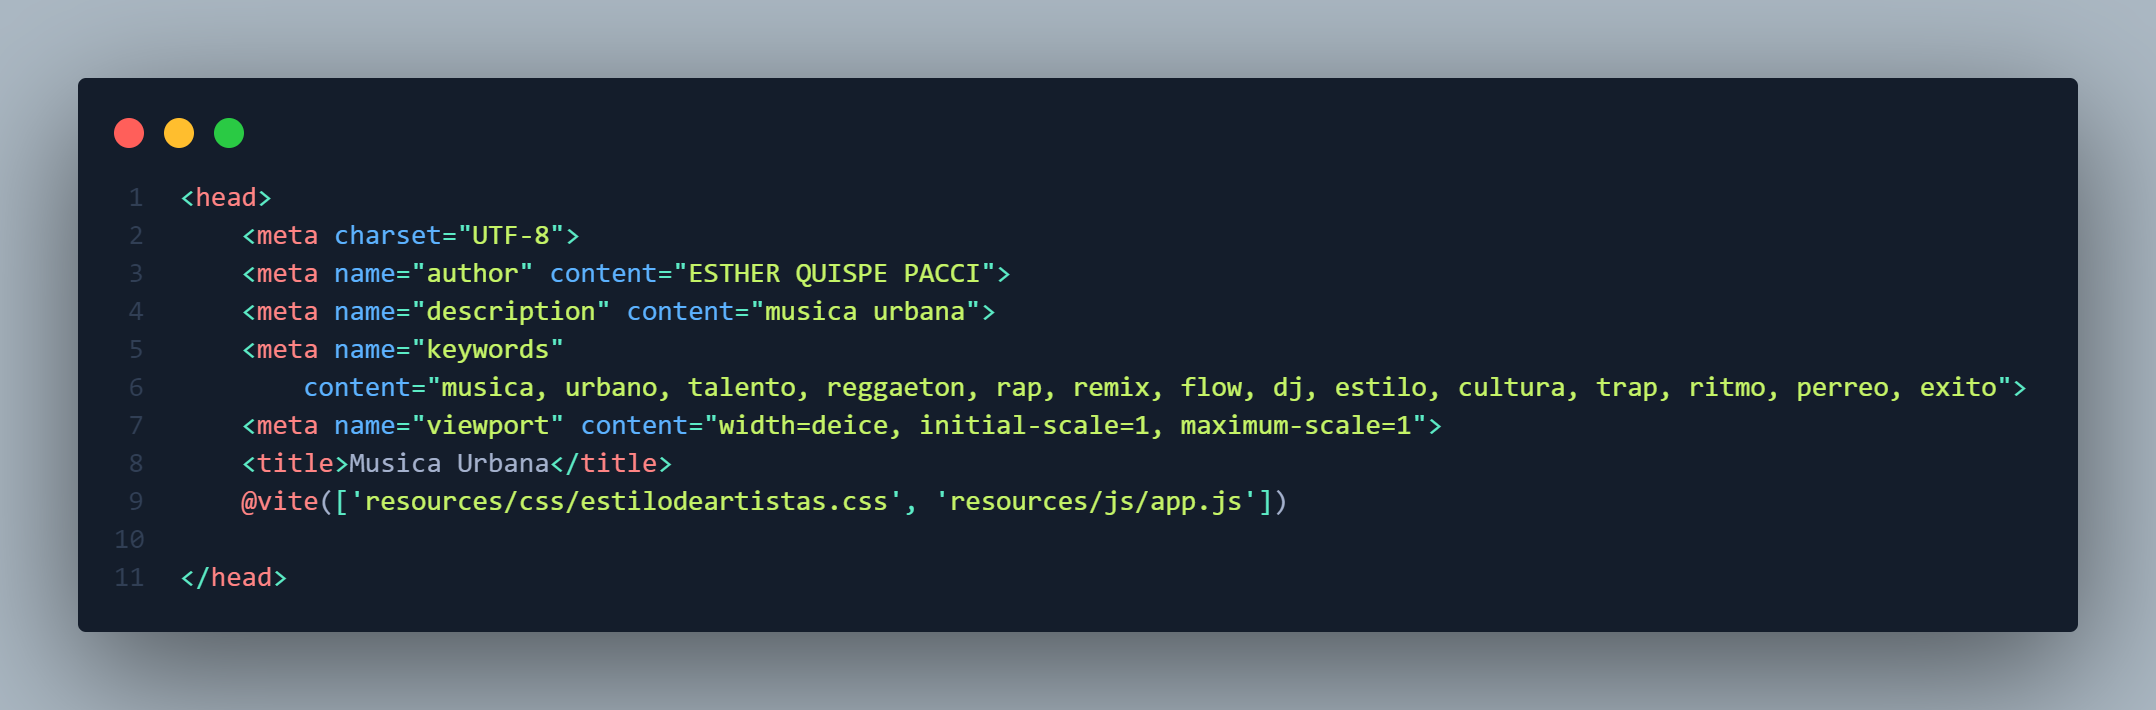 1 <head>
2 <meta charset="UTF-8">
3 <meta name="author" content="ESTHER QUISPE PACCI">
4 <meta name="description" content="musica urbana">
5 <meta name="keywords"
6 content="musica, urbano, talento, reggaeton, rap, remix, flow, dj, estilo, cultura, trap, ritmo, perreo, exito">
7 <meta name="viewport" content="width=deice, initial-scale=1, maximum-scale=1">
8 <title>Musica Urbana</title>
9 @vite(['resources/css/estilodeartistas.css', 'resources/js/app.js'])
10
11 </head>